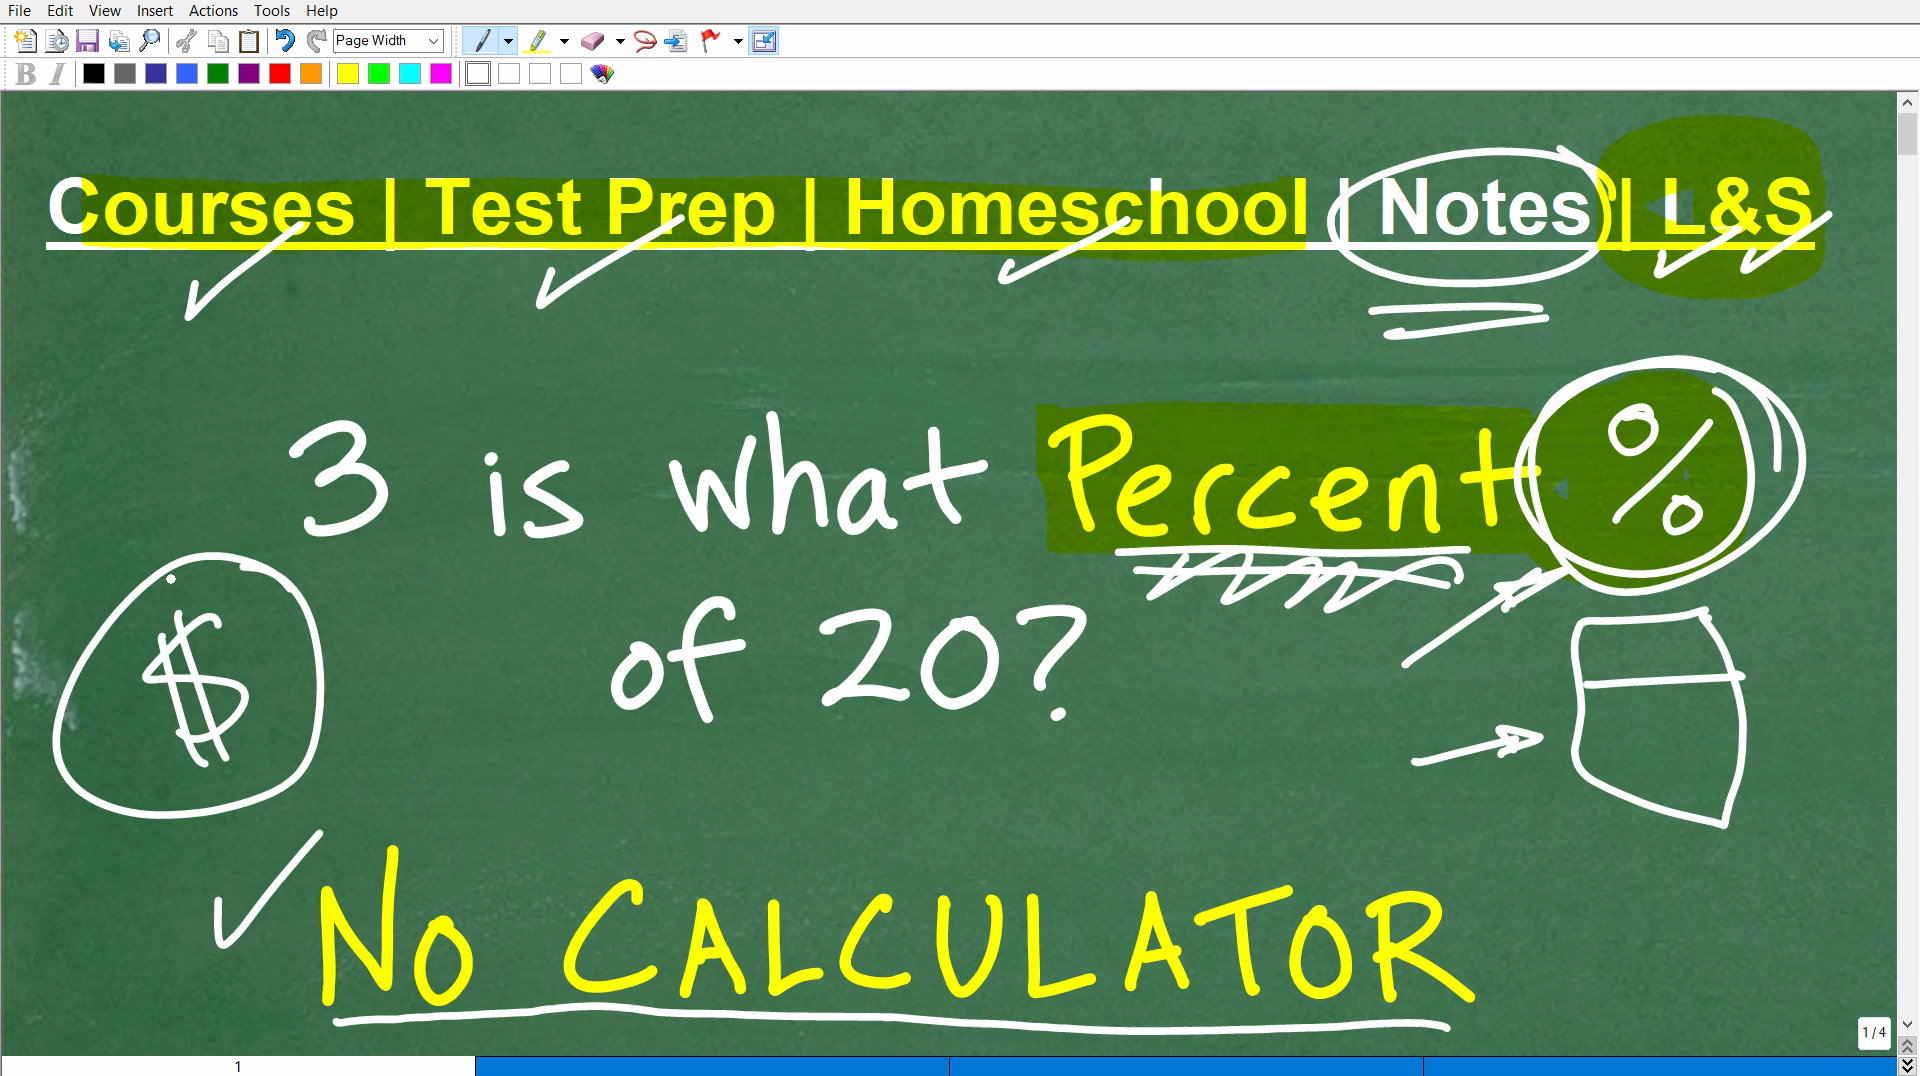 File Edit View Insert Actions Tools Help
Page Width
B I
Courses | Test Prep | Homeschool | Notes | L&S
3 is what Percent %
of 20?
$
No CALCULATOR
1 / 4
1